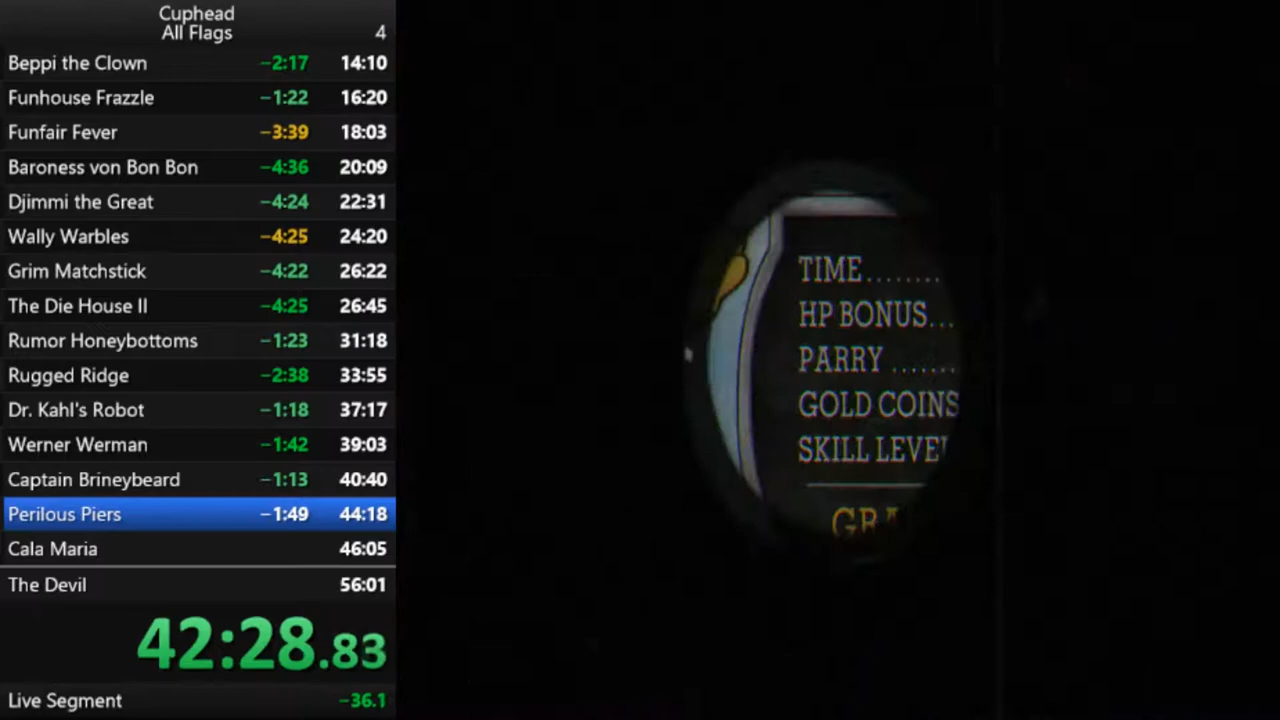 Cuphead
All Flags 4
Beppi the Clown −2:17 14:10
Funhouse Frazzle −1:22 16:20
Funfair Fever −3:39 18:03
Baroness von Bon Bon −4:36 20:09
Djimmi the Great −4:24 22:31
Wally Warbles −4:25 24:20
Grim Matchstick −4:22 26:22
The Die House II −4:25 26:45
Rumor Honeybottoms −1:23 31:18
Rugged Ridge −2:38 33:55
Dr. Kahl's Robot −1:18 37:17
Werner Werman −1:42 39:03
Captain Brineybeard −1:13 40:40
Perilous Piers −1:49 44:18
Cala Maria 46:05
The Devil 56:01
42:28.83
Live Segment −36.1
TIME........
HP BONUS...
PARRY ......
GOLD COINS
SKILL LEVEL